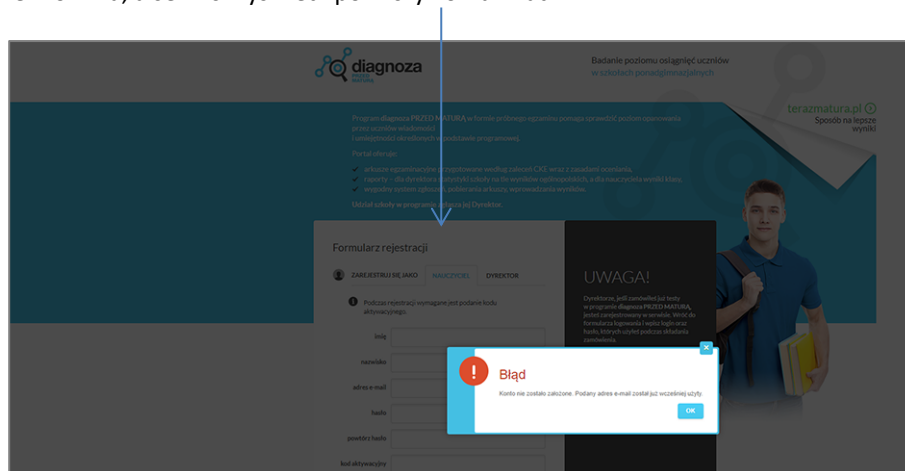 diagnoza
PRZED
MATURĄ
Badanie poziomu osiągnięć uczniów
w szkołach ponadgimnazjalnych
terazmatura.pl
Sposób na lepsze
wyniki
Program diagnoza PRZED MATURĄ w formie próbnego egzaminu pomaga sprawdzić poziom opanowania
przez uczniów wiadomości
i umiejętności określonych w podstawie programowej.
Portal oferuje:
arkusze egzaminacyjne przygotowane według założeń CKE wraz z zasadami oceniania,
raporty – dla dyrektora statystyki szkoły na tle wyników ogólnopolskich, a dla nauczyciela wyniki klasy,
wygodny system zgłoszeń, pobierania arkuszy, wprowadzania wyników.
Udział szkoły w programie zgłasza jej Dyrektor.
Formularz rejestracji
ZAREJESTRUJ SIĘ JAKO NAUCZYCIEL DYREKTOR
Podczas rejestracji wymagane jest podanie kodu
aktywacyjnego.
imię
nazwisko
adres e-mail
hasło
powtórz hasło
kod aktywacyjny
UWAGA!
Dyrektorze, jeśli zamówiłeś już testy
w programie diagnoza PRZED MATURĄ,
jesteś zarejestrowany w serwisie. Wróć do
formularza logowania i wpisz login oraz
hasło, których użyłeś podczas składania
zamówienia.
Błąd
Konto nie zostało założone. Podany adres e-mail został już wcześniej użyty.
OK